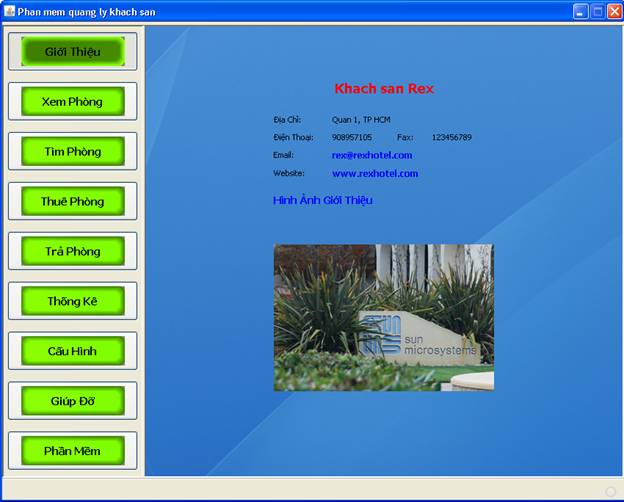 Phan mem quang ly khach san
Giới Thiệu
Xem Phòng
Tìm Phòng
Thuê Phòng
Trả Phòng
Thống Kê
Cấu Hình
Giúp Đỡ
Phần Mềm
Khach san Rex
Địa Chỉ: Quan 1, TP HCM
Điện Thoại: 908957105 Fax: 123456789
Email: rex@rexhotel.com
Website: www.rexhotel.com
Hình Ảnh Giới Thiệu
sun
microsystems